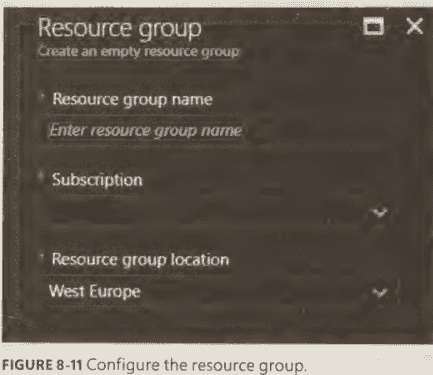 Resource group
Create an empty resource group
* Resource group name
Enter resource group name
* Subscription
* Resource group location
West Europe
FIGURE 8-11 Configure the resource group.